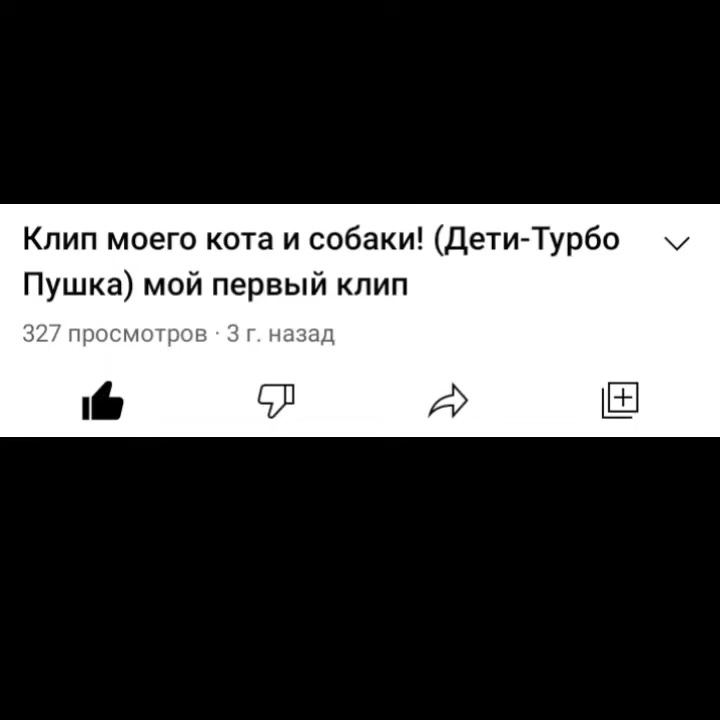 Клип моего кота и собаки! (Дети-Турбо
Пушка) мой первый клип
327 просмотров · 3 г. назад